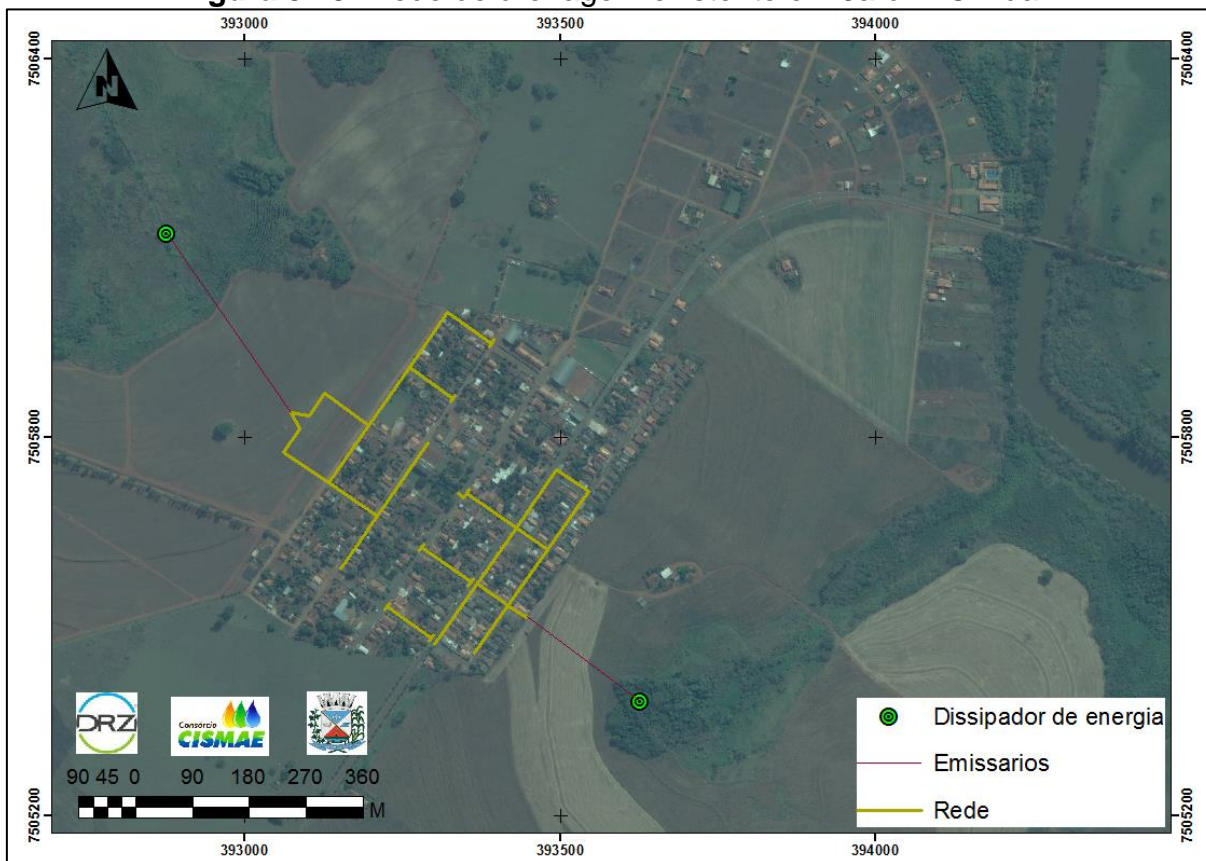 393000 393500 394000
7506400 7506400
N
7505800 7505800
DRZ
Consórcio
CISMAE
90 45 0 90 180 270 360
M
Dissipador de energia
Emissarios
Rede
7505200 7505200
393000 393500 394000